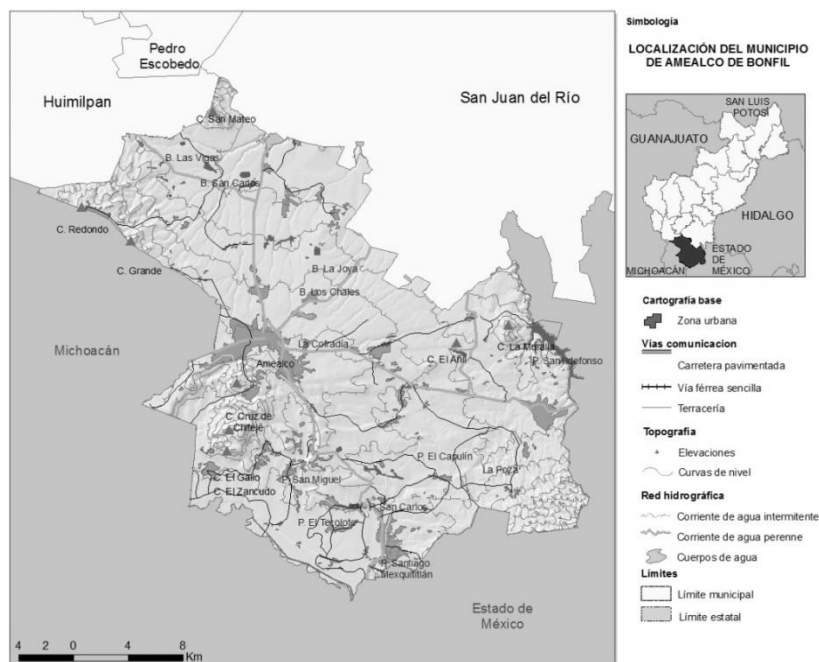 Pedro
Escobedo
Huimilpan
San Juan del Río
C. San Mateo
B. Las Vigas
B. San Carlos
C. Redondo
C. Grande
B. La Joya
B. Los Chales
Michoacán
La Cofradía
Amealco
C. El Añil
C. La Muralla
P. San Ildefonso
C. Cruz de
Chitejé
C. El Gallo
C. El Zancudo
P. San Miguel
P. El Capulín
La Poza
P. San Carlos
P. El Tecolote
P. Santiago
Mexquititlán
Estado de
México
4 2 0 4 8
Km
Simbología
LOCALIZACIÓN DEL MUNICIPIO
DE AMEALCO DE BONFIL
SAN LUIS
POTOSÍ
GUANAJUATO
HIDALGO
ESTADO
DE
MÉXICO
MICHOACÁN
Cartografía base
Zona urbana
Vías comunicacion
Carretera pavimentada
Vía férrea sencilla
Terracería
Topografía
Elevaciones
Curvas de nivel
Red hidrográfica
Corriente de agua intermitente
Corriente de agua perenne
Cuerpos de agua
Límites
Límite municipal
Límite estatal